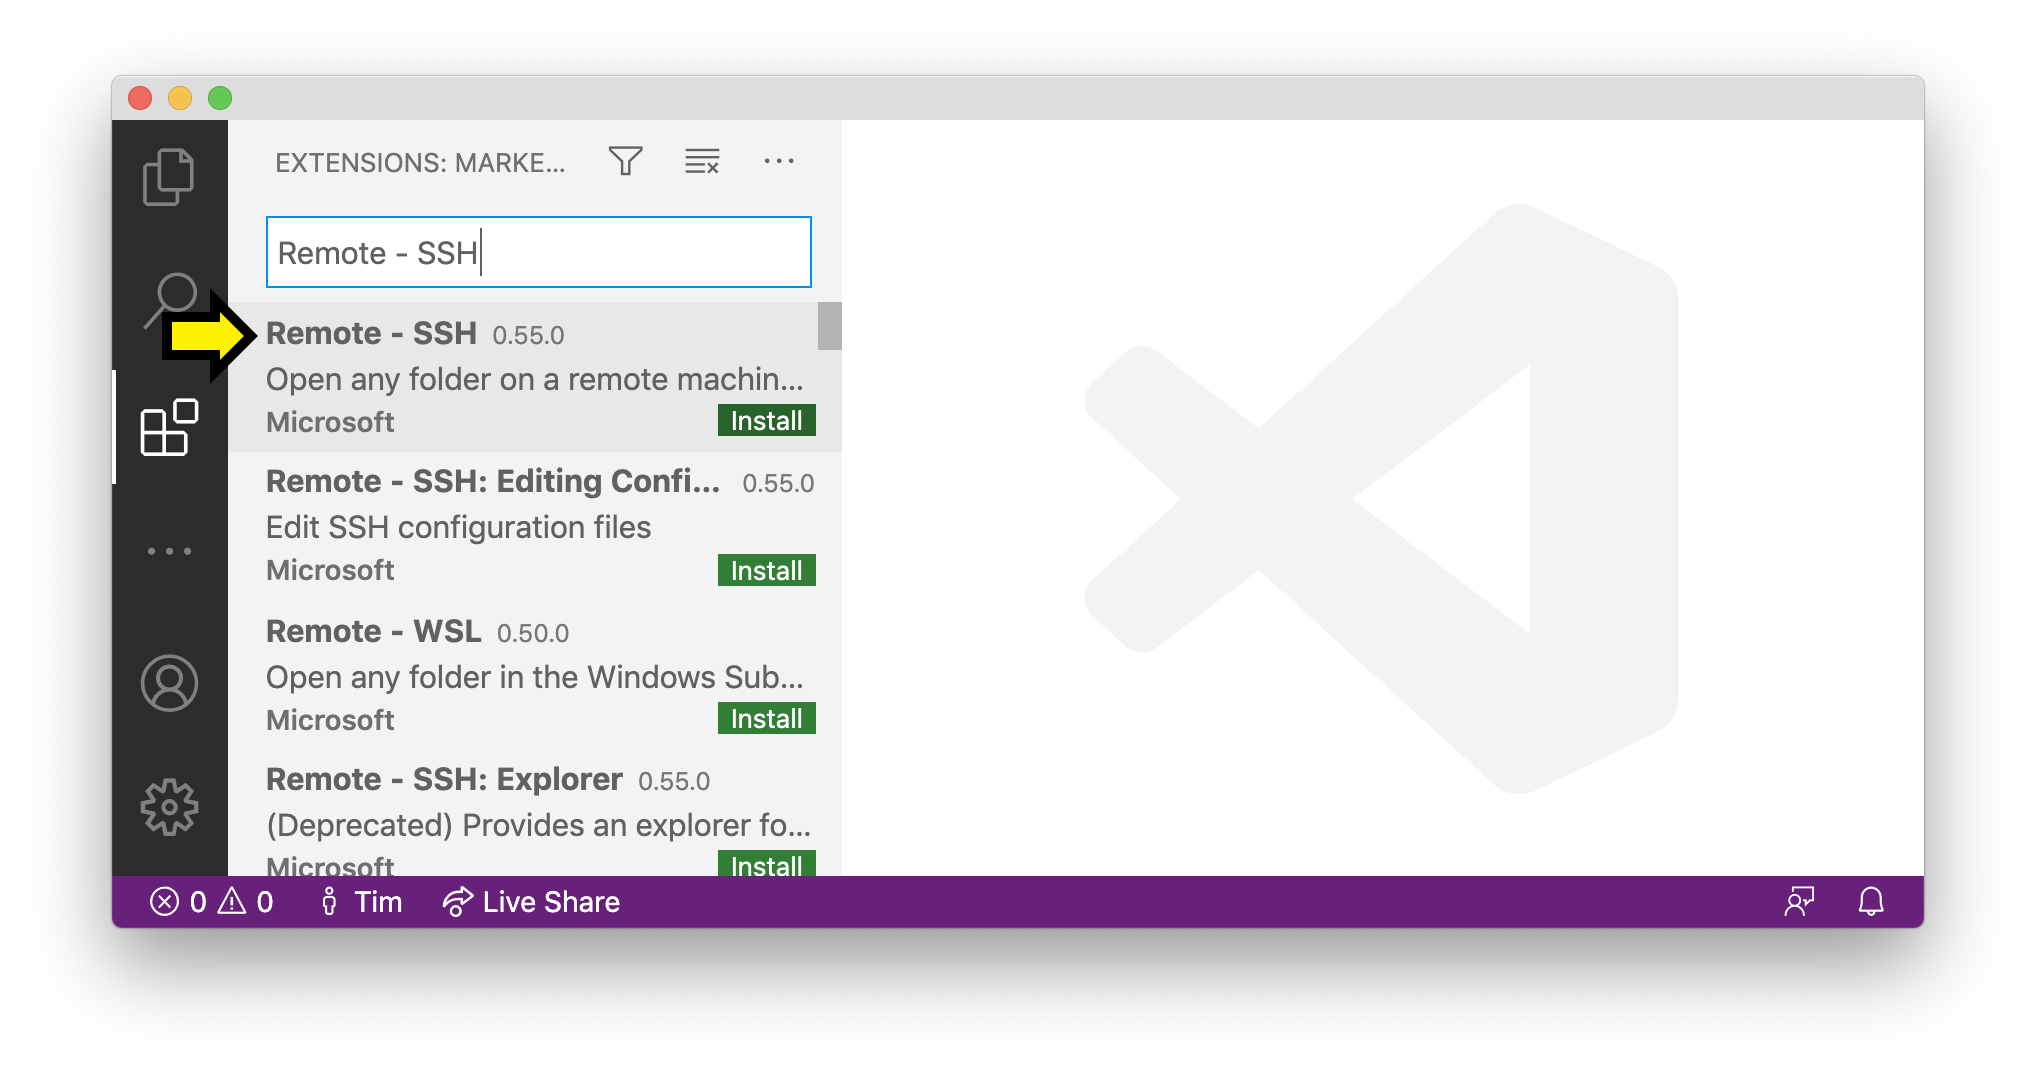 EXTENSIONS: MARKE...
Remote - SSH
Remote - SSH 0.55.0
Open any folder on a remote machin...
Microsoft Install
Remote - SSH: Editing Confi... 0.55.0
Edit SSH configuration files
Microsoft Install
Remote - WSL 0.50.0
Open any folder in the Windows Sub...
Microsoft Install
Remote - SSH: Explorer 0.55.0
(Deprecated) Provides an explorer fo...
Microsoft Install
0 0 Tim Live Share